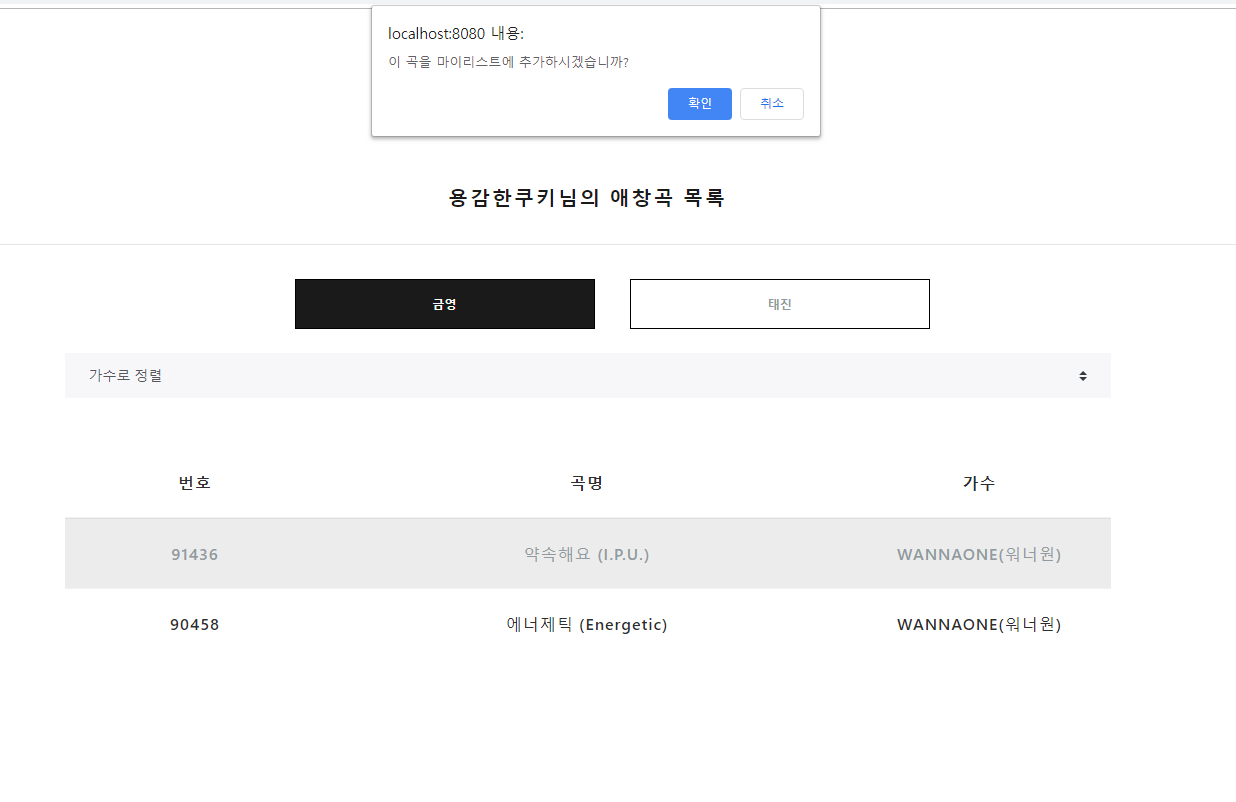 localhost:8080 내용:
이 곡을 마이리스트에 추가하시겠습니까?
확인 취소
용감한쿠키님의 애창곡 목록
금영 태진
가수로 정렬
번호 곡명 가수
91436 약속해요 (I.P.U.) WANNAONE(워너원)
90458 에너제틱 (Energetic) WANNAONE(워너원)